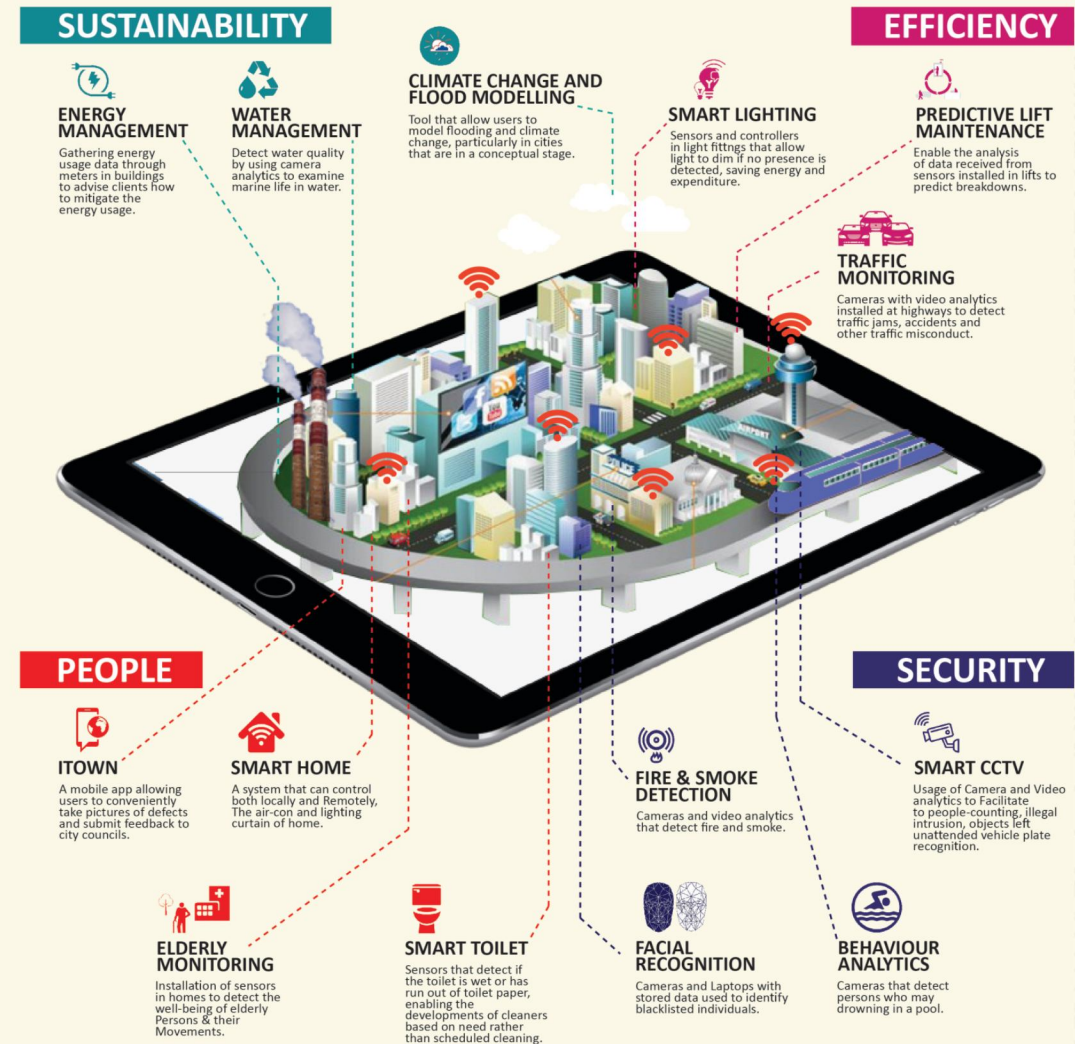 SUSTAINABILITY
ENERGY
MANAGEMENT
Gathering energy
usage data through
meters in buildings
to advise clients how
to mitigate the
energy usage.
WATER
MANAGEMENT
Detect water quality
by using camera
analytics to examine
marine life in water.
CLIMATE CHANGE AND
FLOOD MODELLING
Tool that allow users to
model flooding and climate
change, particularly in cities
that are in a conceptual stage.
EFFICIENCY
SMART LIGHTING
Sensors and controllers
in light fittngs that allow
light to dim if no presence is
detected, saving energy and
expenditure.
PREDICTIVE LIFT
MAINTENANCE
Enable the analysis
of data received from
sensors installed in lifts to
predict breakdowns.
TRAFFIC
MONITORING
Cameras with video analytics
installed at highways to detect
traffic jams, accidents and
other traffic misconduct.
AIRPORT
PEOPLE
ITOWN
A mobile app allowing
users to conveniently
take pictures of defects
and submit feedback to
city councils.
SMART HOME
A system that can control
both locally and Remotely,
The air-con and lighting
curtain of home.
ELDERLY
MONITORING
Installation of sensors
in homes to detect the
well-being of elderly
Persons & their
Movements.
SMART TOILET
Sensors that detect if
the toilet is wet or has
run out of toilet paper,
enabling the
developments of cleaners
based on need rather
than scheduled cleaning.
SECURITY
FIRE & SMOKE
DETECTION
Cameras and video analytics
that detect fire and smoke.
SMART CCTV
Usage of Camera and Video
analytics to Facilitate
to people-counting, illegal
intrusion, objects left
unattended vehicle plate
recognition.
FACIAL
RECOGNITION
Cameras and Laptops with
stored data used to identify
blacklisted individuals.
BEHAVIOUR
ANALYTICS
Cameras that detect
persons who may
drowning in a pool.